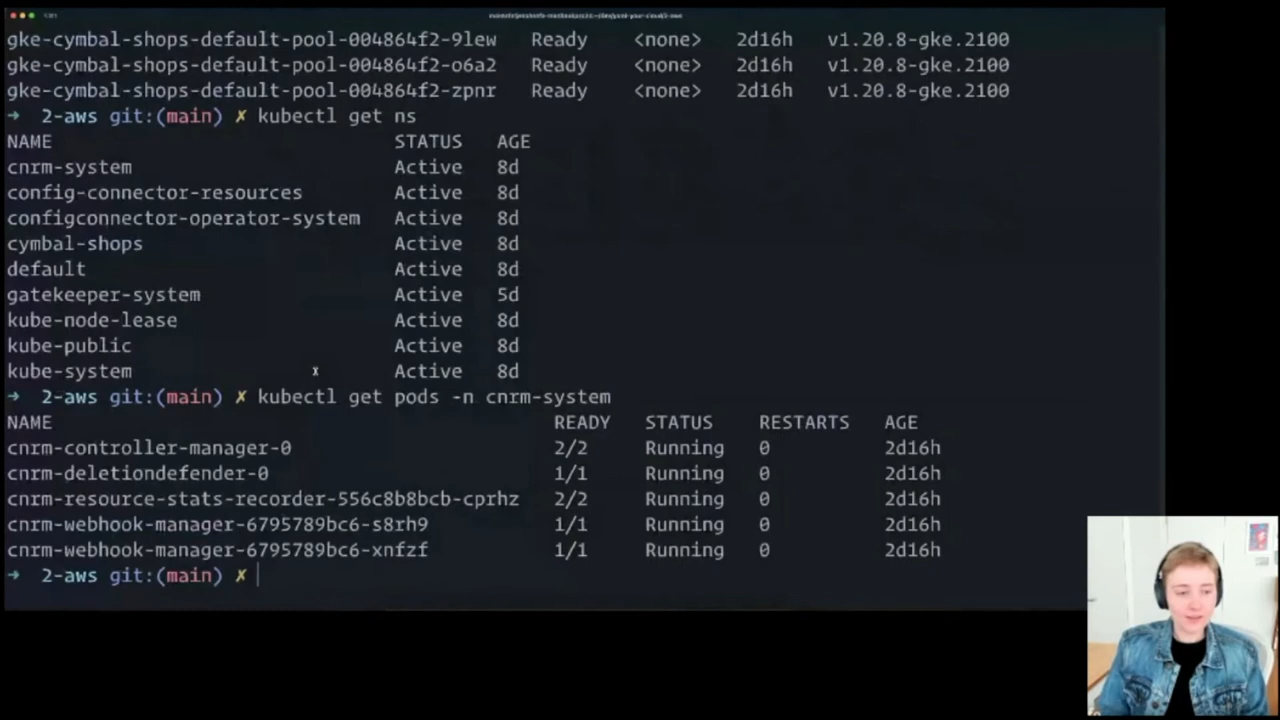 gke-cymbal-shops-default-pool-004864f2-9lew Ready <none> 2d16h v1.20.8-gke.2100
gke-cymbal-shops-default-pool-004864f2-o6a2 Ready <none> 2d16h v1.20.8-gke.2100
gke-cymbal-shops-default-pool-004864f2-zpnr Ready <none> 2d16h v1.20.8-gke.2100
→ 2-aws git:(main) ✗ kubectl get ns
NAME STATUS AGE
cnrm-system Active 8d
config-connector-resources Active 8d
configconnector-operator-system Active 8d
cymbal-shops Active 8d
default Active 8d
gatekeeper-system Active 5d
kube-node-lease Active 8d
kube-public Active 8d
kube-system Active 8d
→ 2-aws git:(main) ✗ kubectl get pods -n cnrm-system
NAME READY STATUS RESTARTS AGE
cnrm-controller-manager-0 2/2 Running 0 2d16h
cnrm-deletiondefender-0 1/1 Running 0 2d16h
cnrm-resource-stats-recorder-556c8b8bcb-cprhz 2/2 Running 0 2d16h
cnrm-webhook-manager-6795789bc6-s8rh9 1/1 Running 0 2d16h
cnrm-webhook-manager-6795789bc6-xnfzf 1/1 Running 0 2d16h
→ 2-aws git:(main) ✗